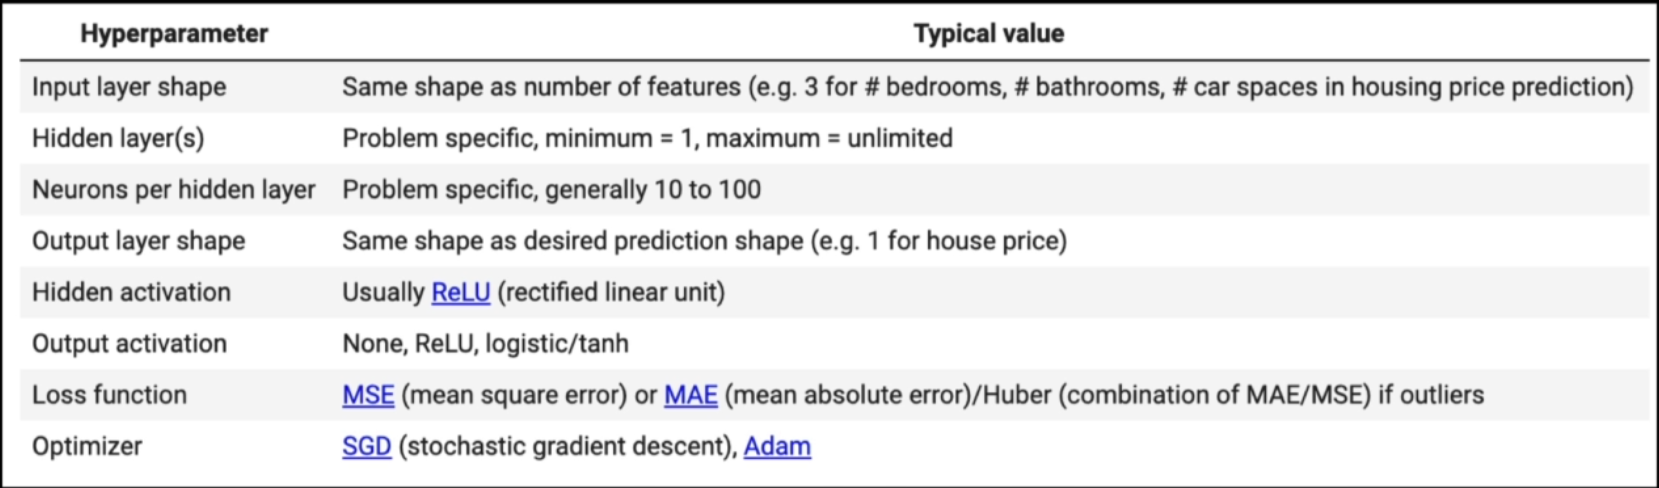 Hyperparameter Typical value
Input layer shape Same shape as number of features (e.g. 3 for # bedrooms, # bathrooms, # car spaces in housing price prediction)
Hidden layer(s) Problem specific, minimum = 1, maximum = unlimited
Neurons per hidden layer Problem specific, generally 10 to 100
Output layer shape Same shape as desired prediction shape (e.g. 1 for house price)
Hidden activation Usually ReLU (rectified linear unit)
Output activation None, ReLU, logistic/tanh
Loss function MSE (mean square error) or MAE (mean absolute error)/Huber (combination of MAE/MSE) if outliers
Optimizer SGD (stochastic gradient descent), Adam